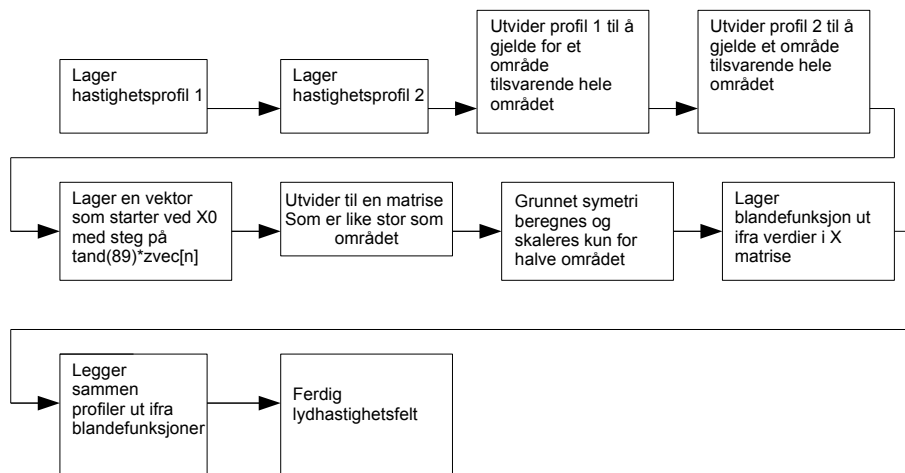 Lager
hastighetsprofil 1
Lager
hastighetsprofil 2
Utvider profil 1 til å
gjelde for et
område
tilsvarende hele
området
Utvider profil 2 til å
gjelde et område
tilsvarende hele
området
Lager en vektor
som starter ved X0
med steg på
tand(89)*zvec[n]
Utvider til en matrise
Som er like stor som
området
Grunnet symetri
beregnes og
skaleres kun for
halve området
Lager
blandefunksjon ut
ifra verdier i X
matrise
Legger
sammen
profiler ut ifra
blandefunksjoner
Ferdig
lydhastighetsfelt